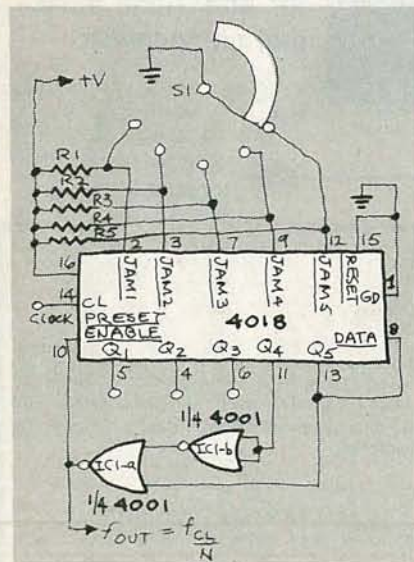 S1
+V
R1
R2
R3
R4
R5
2 3 7 9 12 15
16
JAM1 JAM2 JAM3 JAM4 JAM5 RESET
14 CL GD 1
CLOCK PRESET 4018
10 ENABLE DATA 8
Q1 Q2 Q3 Q4 Q5
5 4 6 11 13
1/4 4001
IC1-a IC1-b
1/4 4001
fOUT = fCL/N